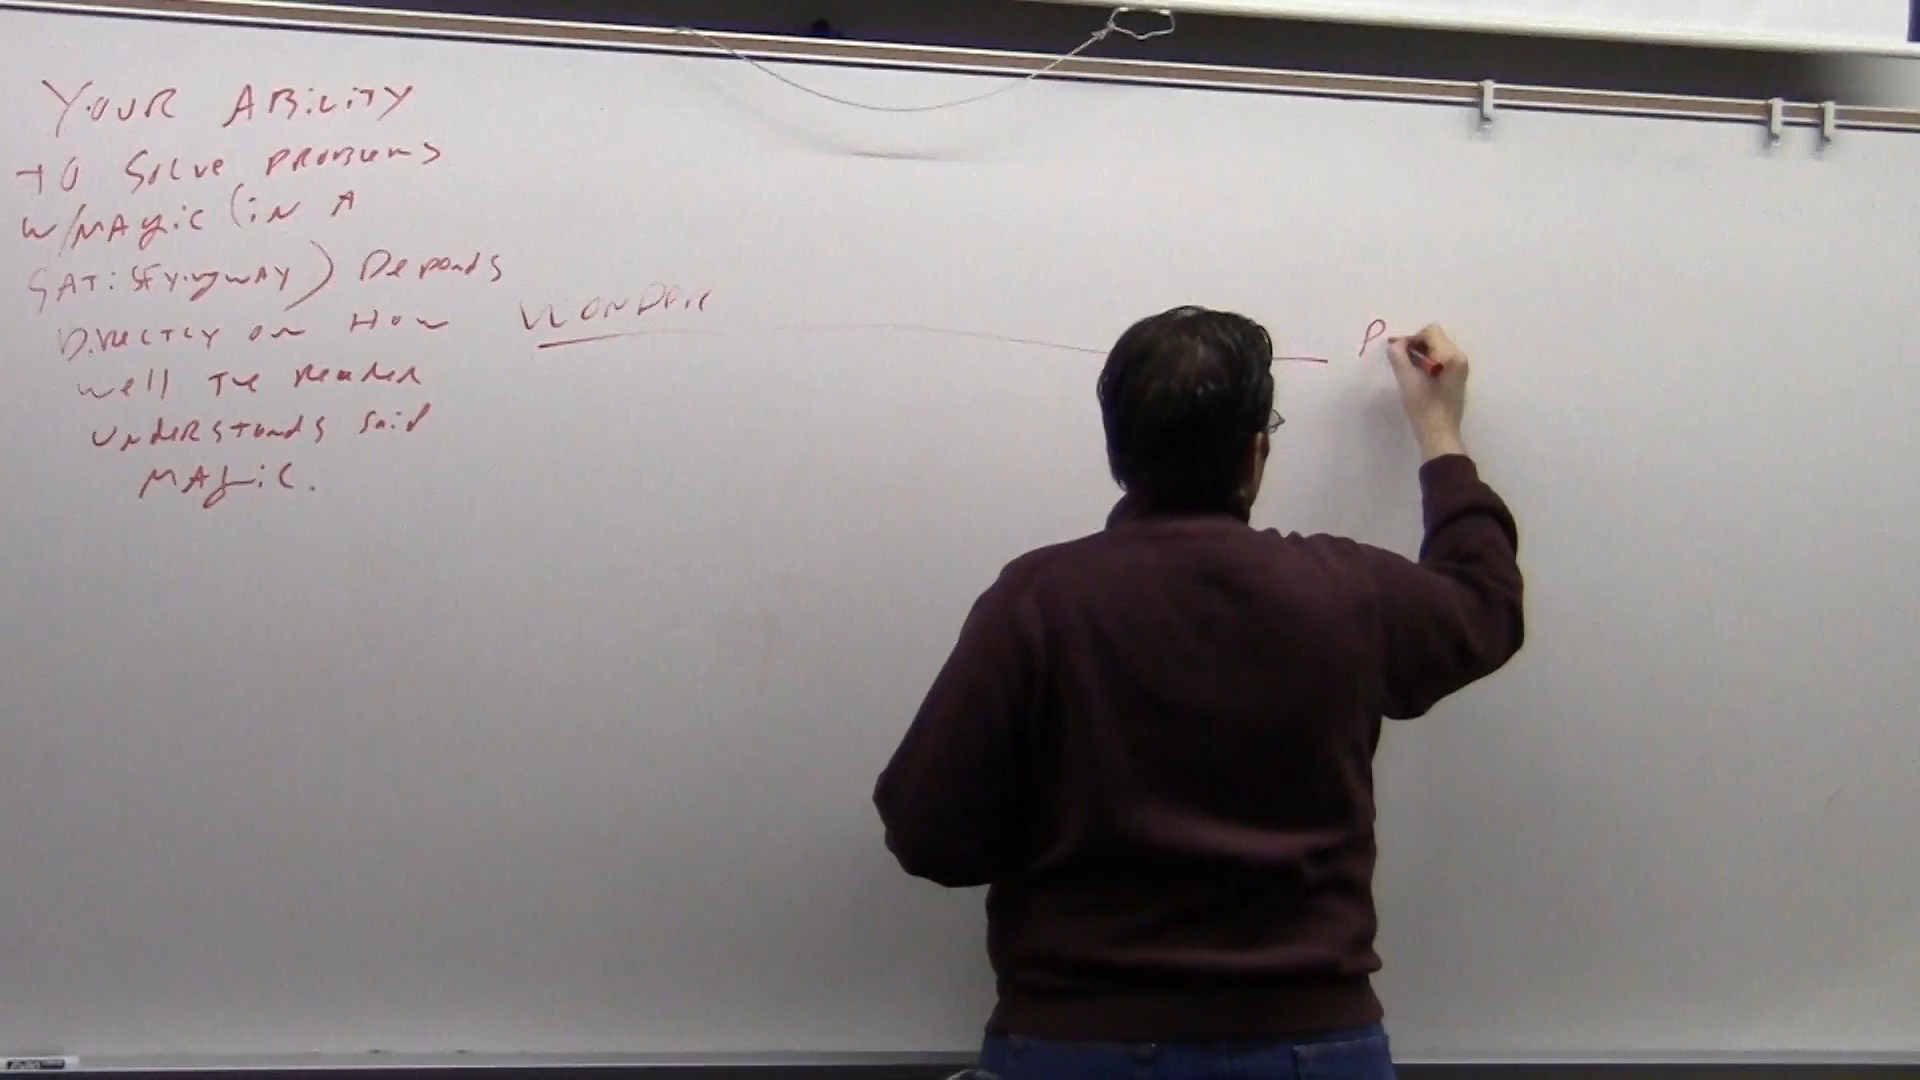 YOUR ABILITY
TO SOLVE PROBLEMS
W/MAGIC (IN A
SATISFYING WAY) DEPENDS
DIRECTLY ON HOW
WELL THE READER
UNDERSTANDS SAID
MAGIC.
WONDER
P